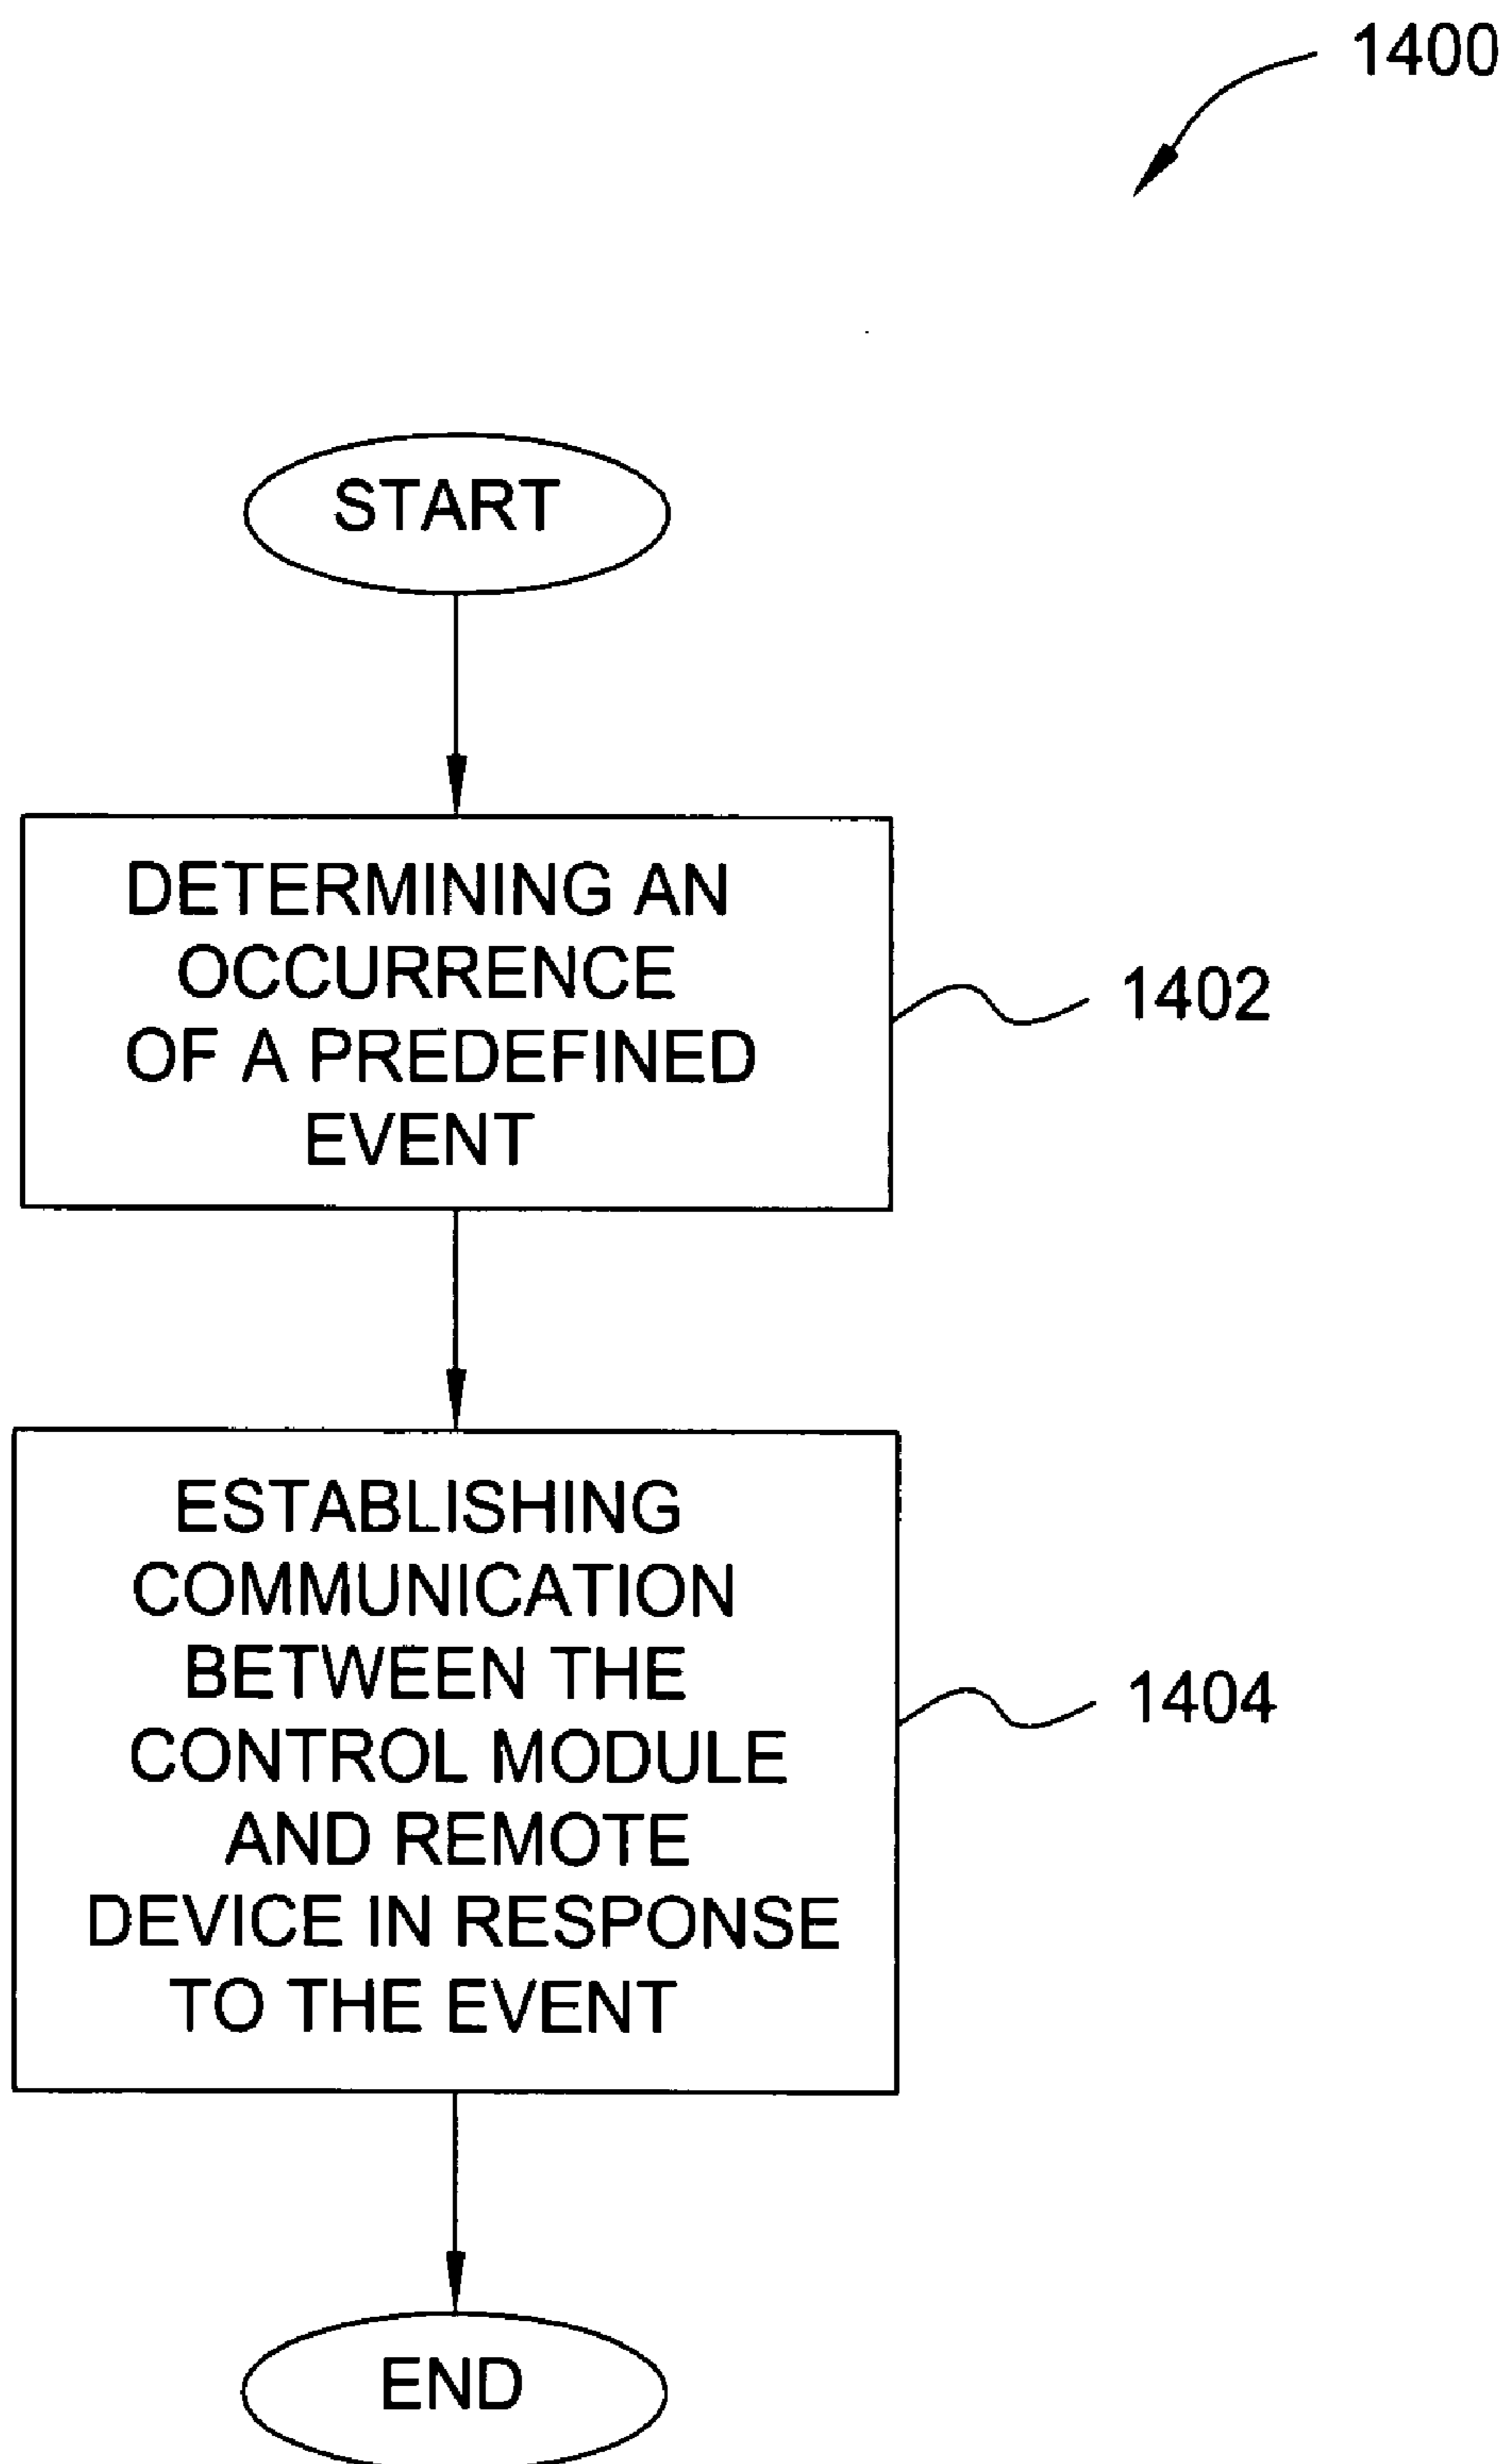 1400
START
DETERMINING AN
OCCURRENCE
OF A PREDEFINED
EVENT
1402
ESTABLISHING
COMMUNICATION
BETWEEN THE
CONTROL MODULE
AND REMOTE
DEVICE IN RESPONSE
TO THE EVENT
1404
END